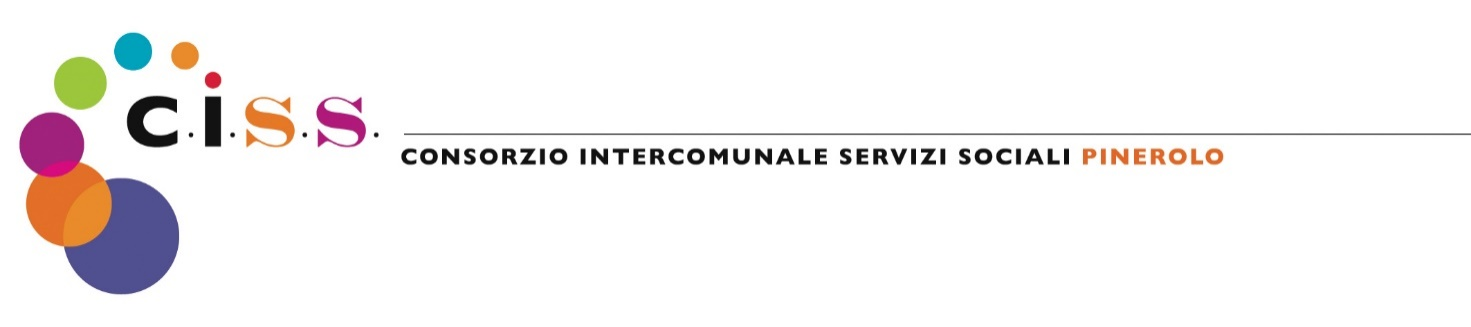 C.i.S.S.
CONSORZIO INTERCOMUNALE SERVIZI SOCIALI PINEROLO